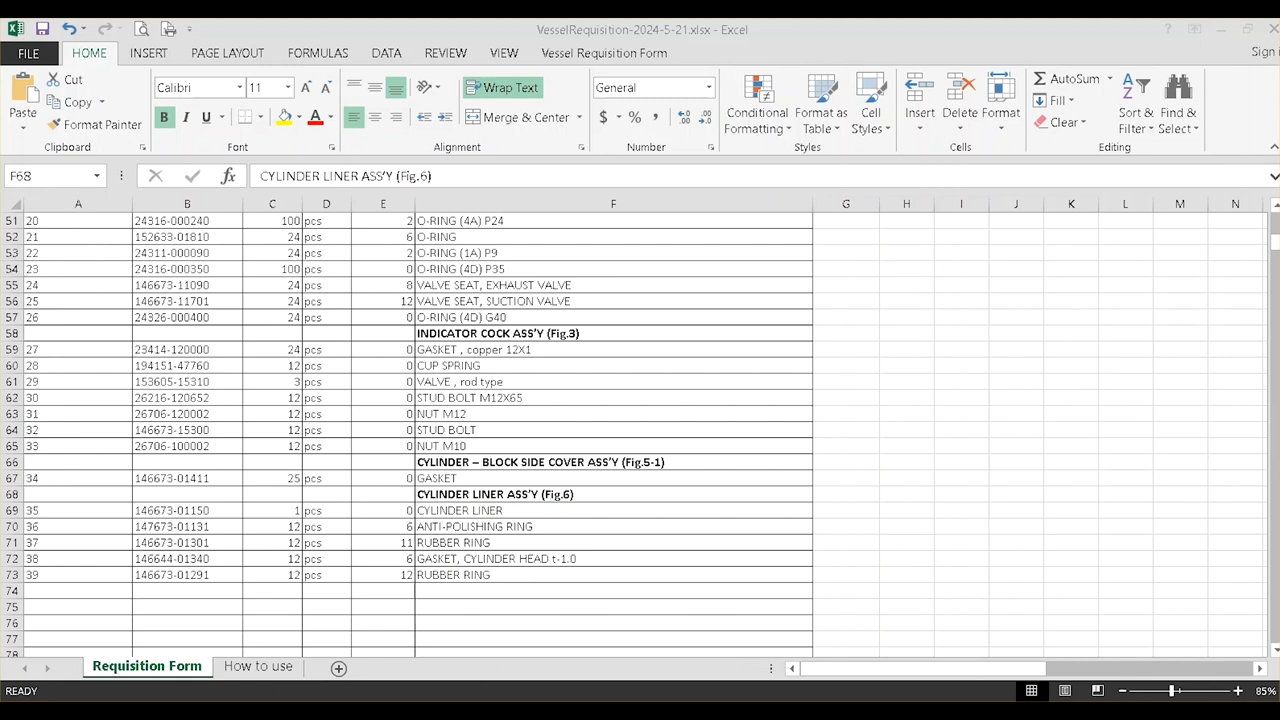 VesselRequisition-2024-5-21.xlsx - Excel
FILE HOME INSERT PAGE LAYOUT FORMULAS DATA REVIEW VIEW Vessel Requisition Form Sign i
Paste Cut Copy Format Painter Clipboard
Calibri 11 B I U A Font
Wrap Text Merge & Center Alignment
General $ % , Number
Conditional Formatting Format as Table Cell Styles Styles
Insert Delete Format Cells
AutoSum Fill Clear Sort & Filter Find & Select Editing
F68 fx CYLINDER LINER ASS'Y (Fig.6)
A B C D E F G H I J K L M N
51 20 24316-000240 100 pcs 2 O-RING (4A) P24
52 21 152633-01810 24 pcs 6 O-RING
53 22 24311-000090 24 pcs 2 O-RING (1A) P9
54 23 24316-000350 100 pcs 0 O-RING (4D) P35
55 24 146673-11090 24 pcs 8 VALVE SEAT, EXHAUST VALVE
56 25 146673-11701 24 pcs 12 VALVE SEAT, SUCTION VALVE
57 26 24326-000400 24 pcs 0 O-RING (4D) G40
58 INDICATOR COCK ASS'Y (Fig.3)
59 27 23414-120000 24 pcs 0 GASKET , copper 12X1
60 28 194151-47760 12 pcs 0 CUP SPRING
61 29 153605-15310 3 pcs 0 VALVE , rod type
62 30 26216-120652 12 pcs 0 STUD BOLT M12X65
63 31 26706-120002 12 pcs 0 NUT M12
64 32 146673-15300 12 pcs 0 STUD BOLT
65 33 26706-100002 12 pcs 0 NUT M10
66 CYLINDER – BLOCK SIDE COVER ASS'Y (Fig.5-1)
67 34 146673-01411 25 pcs 0 GASKET
68 CYLINDER LINER ASS'Y (Fig.6)
69 35 146673-01150 1 pcs 0 CYLINDER LINER
70 36 147673-01131 12 pcs 6 ANTI-POLISHING RING
71 37 146673-01301 12 pcs 11 RUBBER RING
72 38 146644-01340 12 pcs 6 GASKET, CYLINDER HEAD t-1.0
73 39 146673-01291 12 pcs 12 RUBBER RING
74
75
76
77
78
Requisition Form How to use
READY 85%